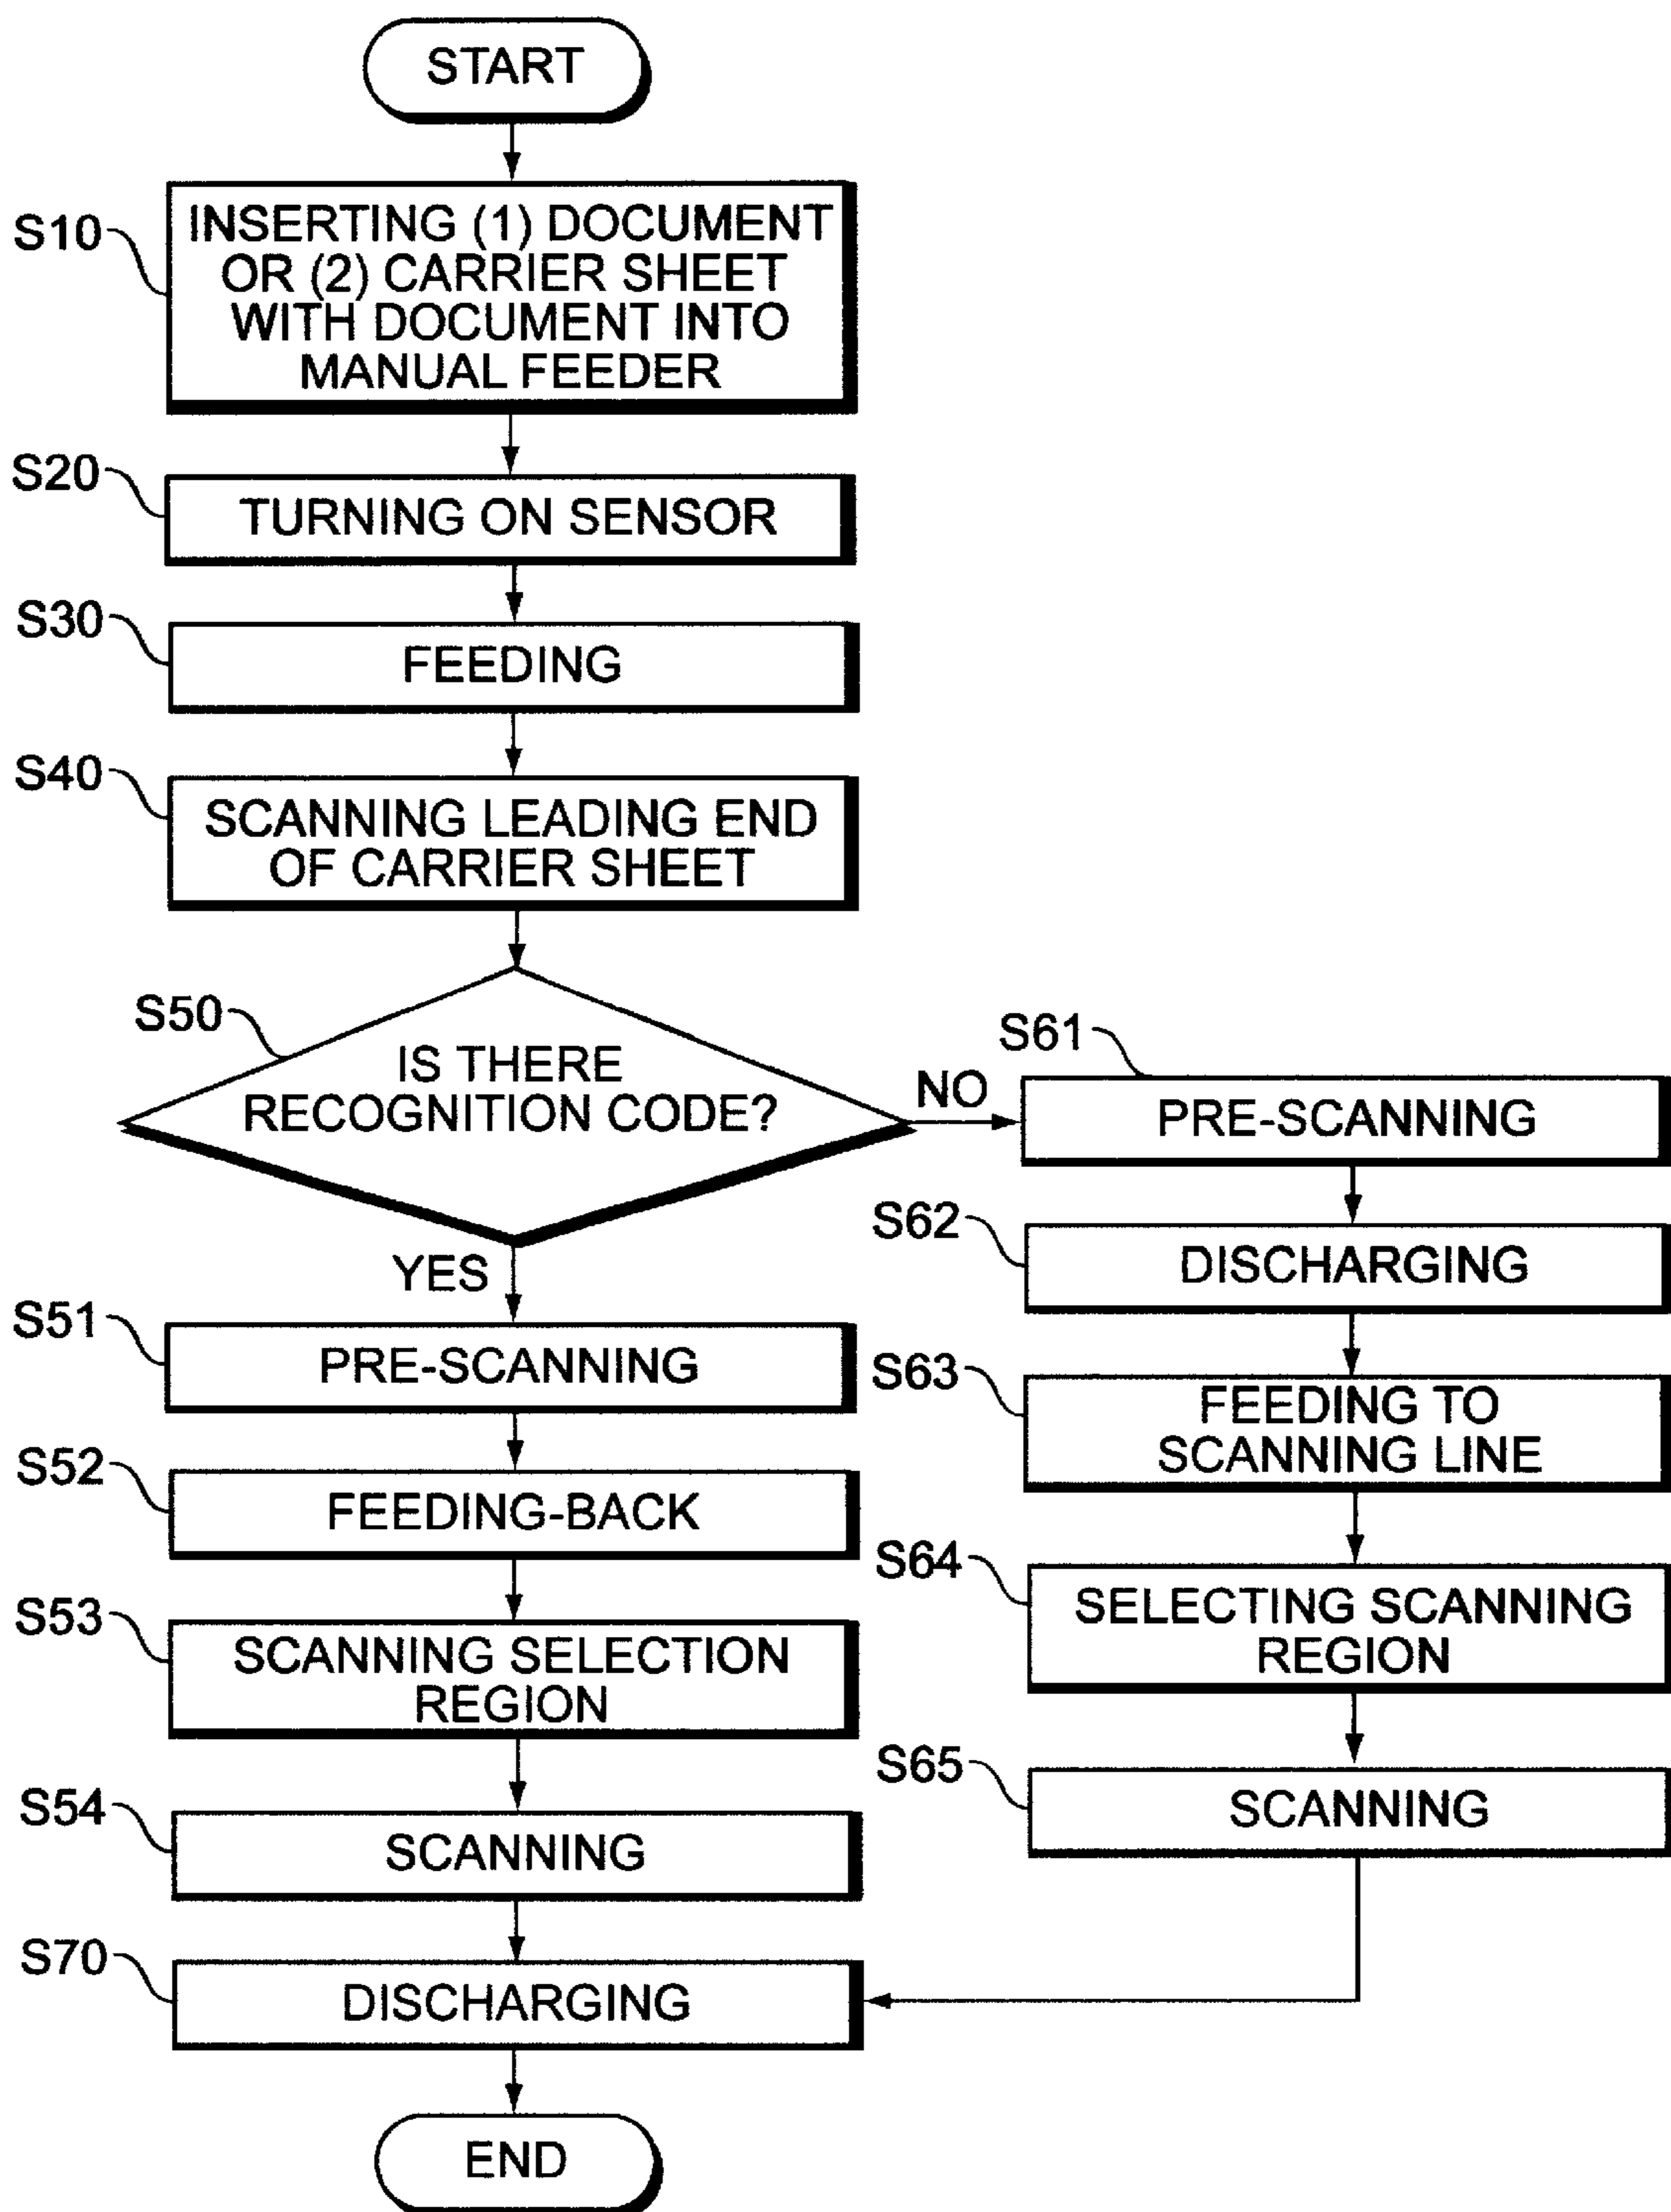 START
S10
INSERTING (1) DOCUMENT
OR (2) CARRIER SHEET
WITH DOCUMENT INTO
MANUAL FEEDER
S20
TURNING ON SENSOR
S30
FEEDING
S40
SCANNING LEADING END
OF CARRIER SHEET
S50
IS THERE
RECOGNITION CODE?
NO
YES
S51
PRE-SCANNING
S52
FEEDING-BACK
S53
SCANNING SELECTION
REGION
S54
SCANNING
S61
PRE-SCANNING
S62
DISCHARGING
S63
FEEDING TO
SCANNING LINE
S64
SELECTING SCANNING
REGION
S65
SCANNING
S70
DISCHARGING
END